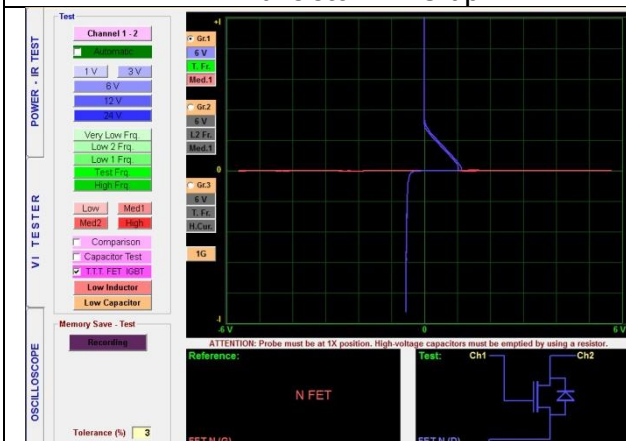 POWER - IR TEST
VI TESTER
OSCILLOSCOPE
Test
Channel 1 - 2
Automatic
1 V
3 V
6 V
12 V
24 V
Very Low Frq
Low 2 Frq
Low 1 Frq
Test Frq.
High Frq
Low
Med1
Med2
High
Comparison
Capacitor Test
T.T.T. FET IGBT
Low Inductor
Low Capacitor
Memory Save - Test
Recording
Tolerance (%) 3
Gr.1
6 V
T. Fr.
Med.1
Gr.2
6 V
L2 Fr.
Med.1
Gr.3
6 V
T. Fr.
H.Cur.
1G
+I
0
-I
-6 V
0
6 V
ATTENTION: Probe must be at 1X position. High-voltage capacitors must be emptied by using a resistor.
Reference:
N FET
FET N (G)
Test:
Ch1
Ch2
FET N (D)